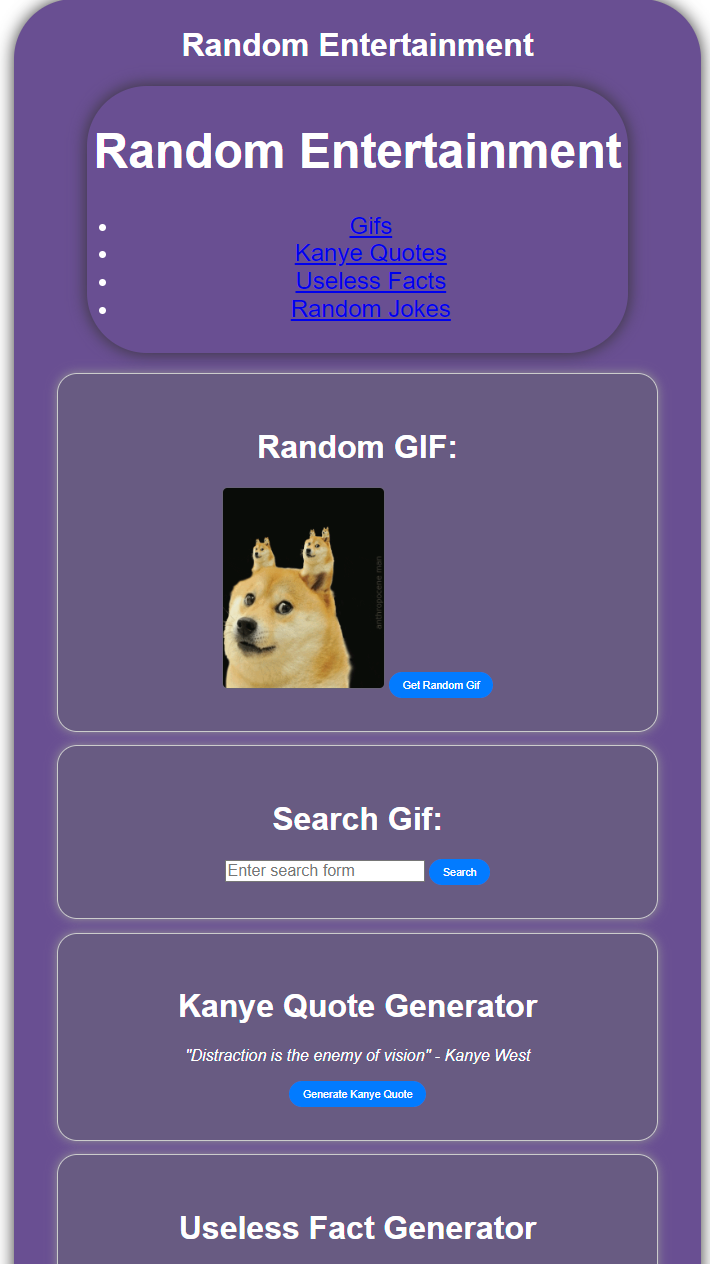 Random Entertainment
Random Entertainment
Gifs
Kanye Quotes
Useless Facts
Random Jokes
Random GIF:
anthropocene man
Get Random Gif
Search Gif:
Enter search form
Search
Kanye Quote Generator
"Distraction is the enemy of vision" - Kanye West
Generate Kanye Quote
Useless Fact Generator